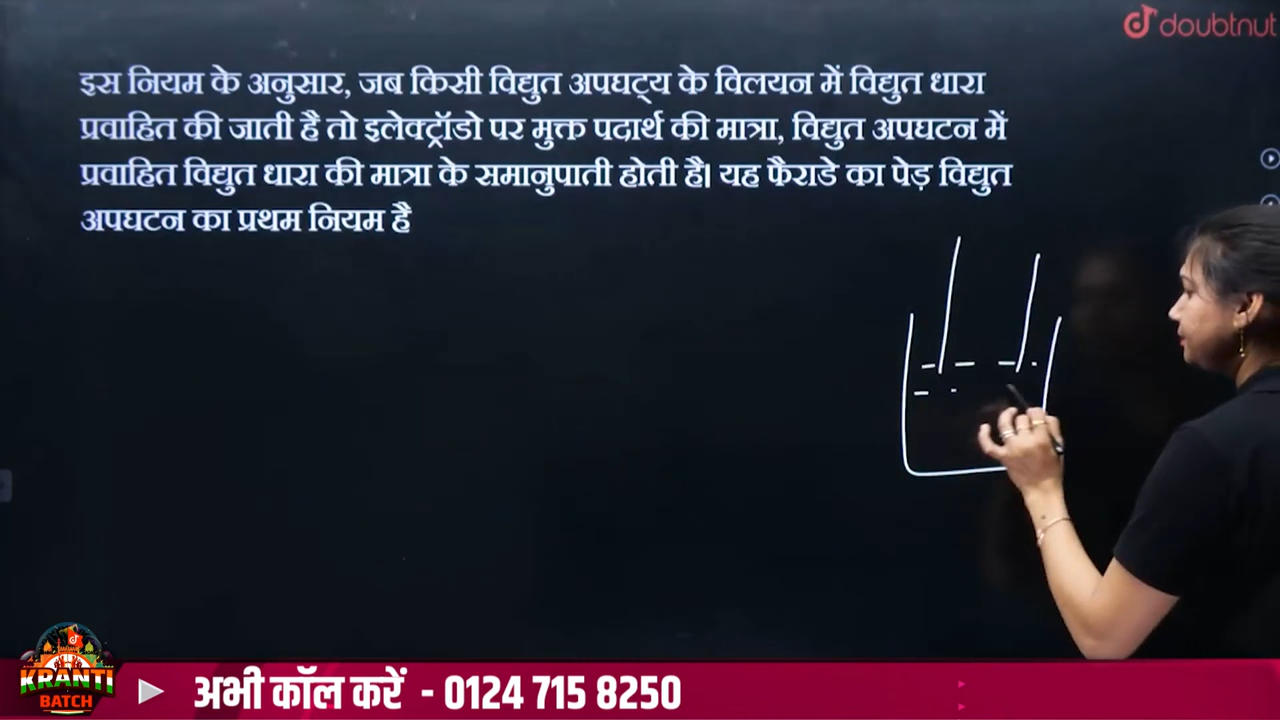 doubtnut
इस नियम के अनुसार, जब किसी विद्युत अपघट्य के विलयन में विद्युत धारा
प्रवाहित की जाती है तो इलेक्ट्रॉडो पर मुक्त पदार्थ की मात्रा, विद्युत अपघटन में
प्रवाहित विद्युत धारा की मात्रा के समानुपाती होती है। यह फैराडे का पेड़ विद्युत
अपघटन का प्रथम नियम है
KRANTI
BATCH
अभी कॉल करें - 0124 715 8250